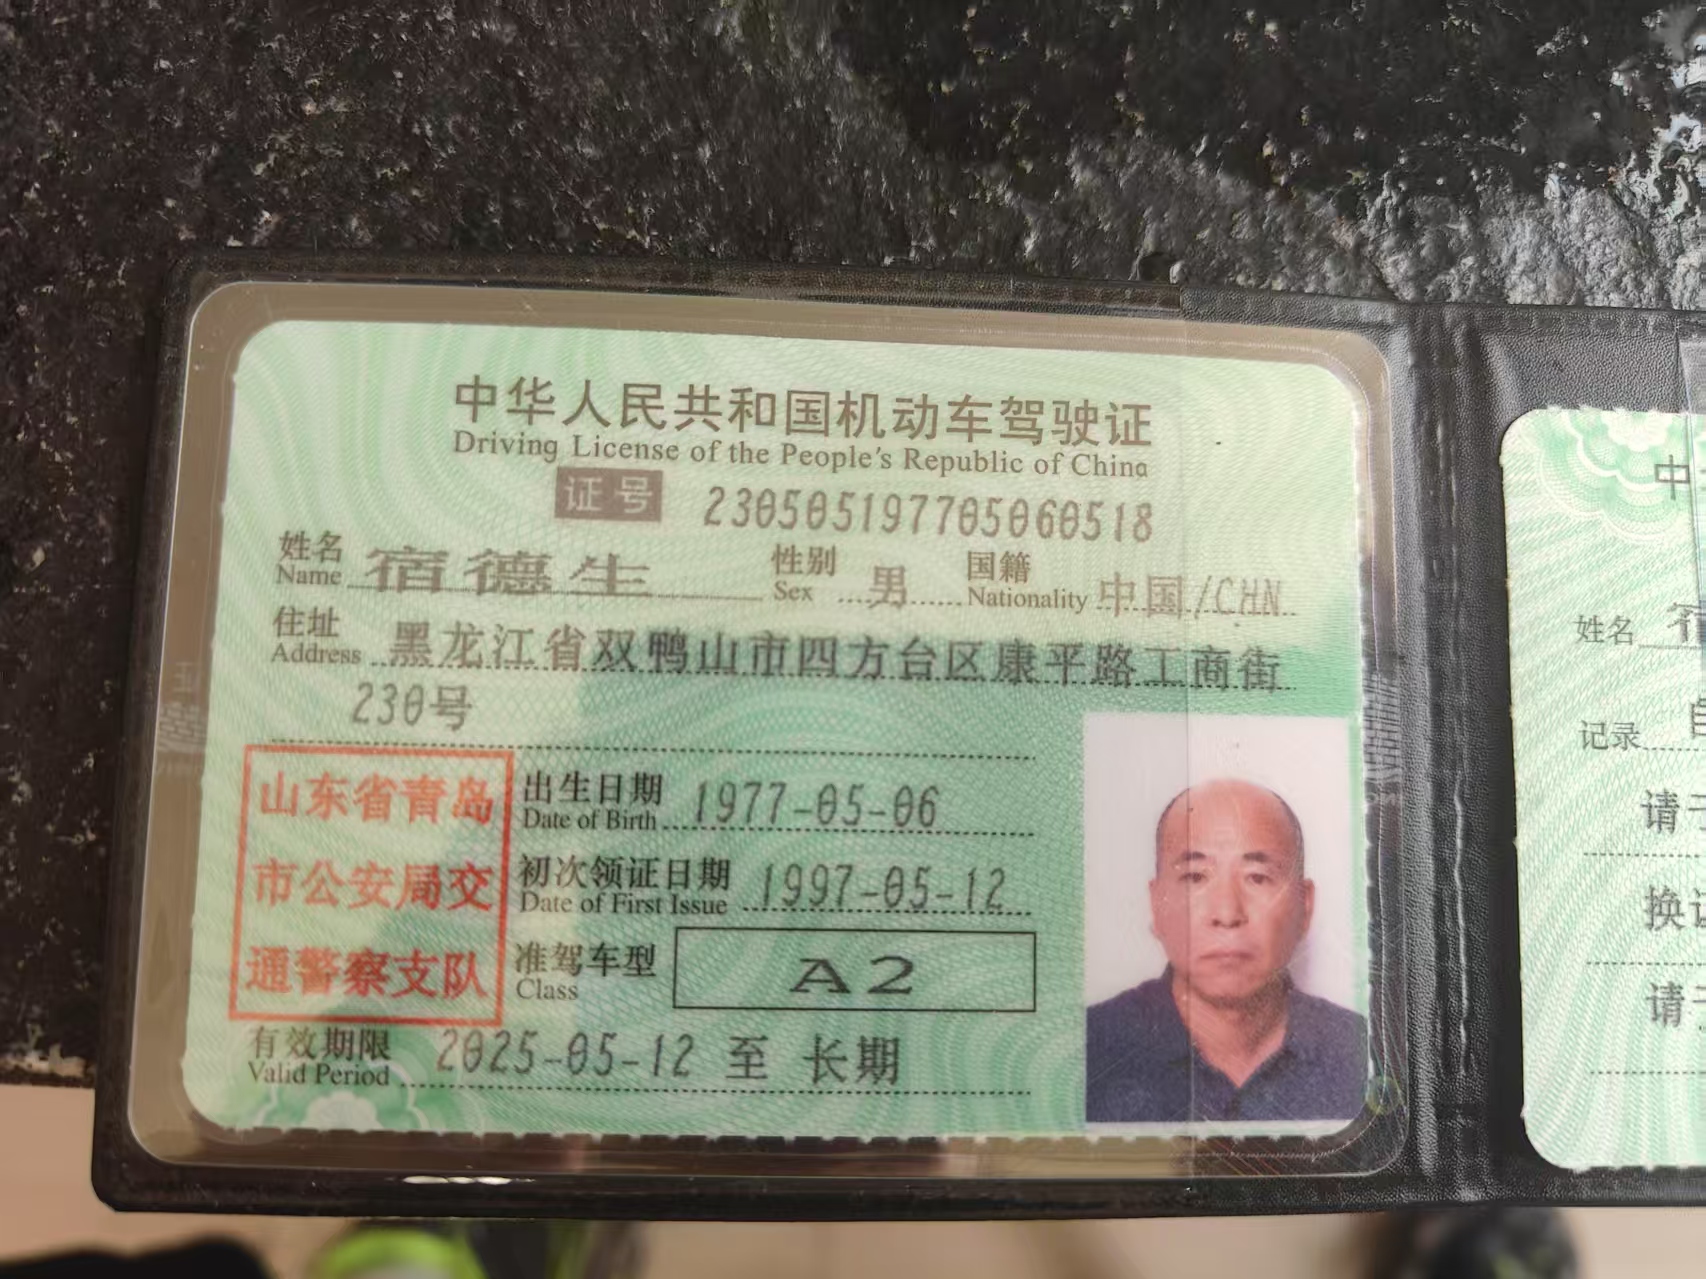 中华人民共和国机动车驾驶证
Driving License of the People's Republic of China
证号 230505197705060518
姓名 宿德生 性别 男 国籍 中国/CHN
Name Sex Nationality
住址 黑龙江省双鸭山市四方台区康平路工商街
Address
230号
山东省青岛
市公安局交
通警察支队
出生日期 1977-05-06
Date of Birth
初次领证日期 1997-05-12
Date of First Issue
准驾车型 A2
Class
有效期限 2025-05-12 至 长期
Valid Period
中
姓名
记录
请
换
请